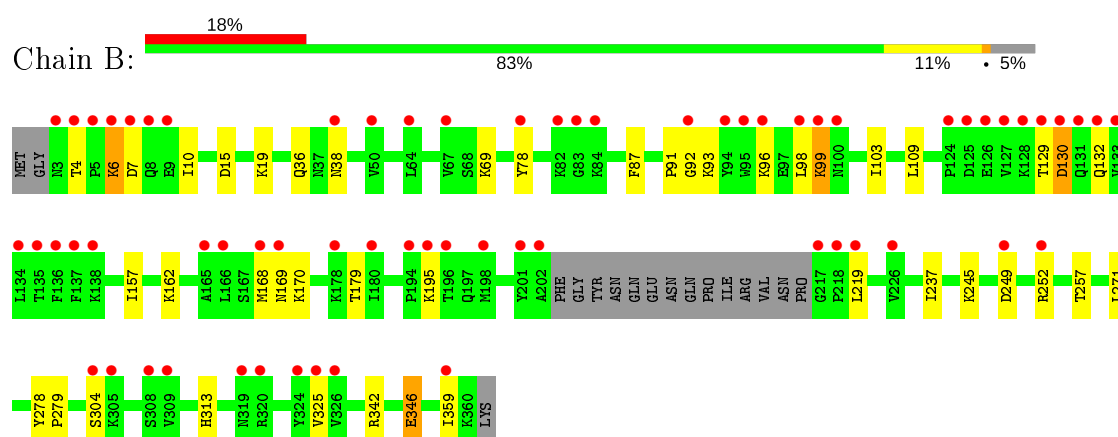 18%
Chain B:
83% 11% • 5%
MET GLY N3 T4 P5 K6 D7 Q8 E9 I10 D15 K19 Q36 N37 N38 V50 L64 V67 S68 K69 Y78 K82 G83 K84 F87 P91 G92 K93 Y94 W95 K96 E97 L98 K99 N100 I103 L109 P124 D125 E126 V127 K128 T129 D130 Q131 Q132 V133
L134 T135 F136 F137 K138 I157 K162 A165 L166 S167 M168 N169 K170 K178 T179 I180 P194 K195 T196 Q197 M198 Y201 A202 PHE GLY TYR ASN GLN GLU ASN GLN PRO ILE ARG VAL ASN PRO G217 P218 L219 V226 I237 K245 D249 R252 T257 L271
Y278 P279 S304 K305 S308 V309 H313 N319 R320 Y324 V325 V326 R342 E346 I359 K360 LYS